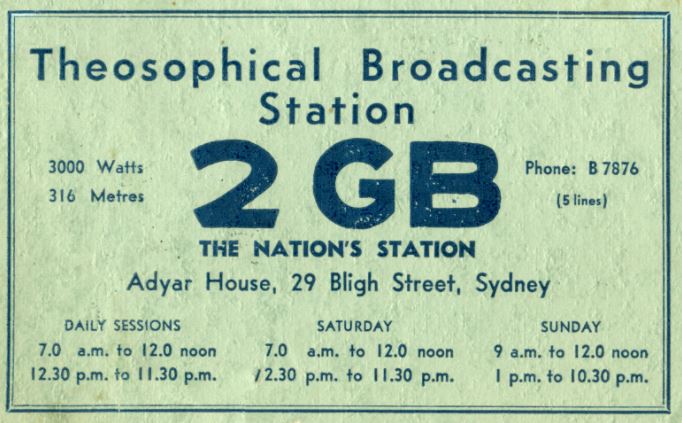 Theosophical Broadcasting
Station
3000 Watts
316 Metres
2 GB
Phone: B 7876
(5 lines)
THE NATION'S STATION
Adyar House, 29 Bligh Street, Sydney
DAILY SESSIONS
7.0 a.m. to 12.0 noon
12.30 p.m. to 11.30 p.m.
SATURDAY
7.0 a.m. to 12.0 noon
12.30 p.m. to 11.30 p.m.
SUNDAY
9 a.m. to 12.0 noon
1 p.m. to 10.30 p.m.